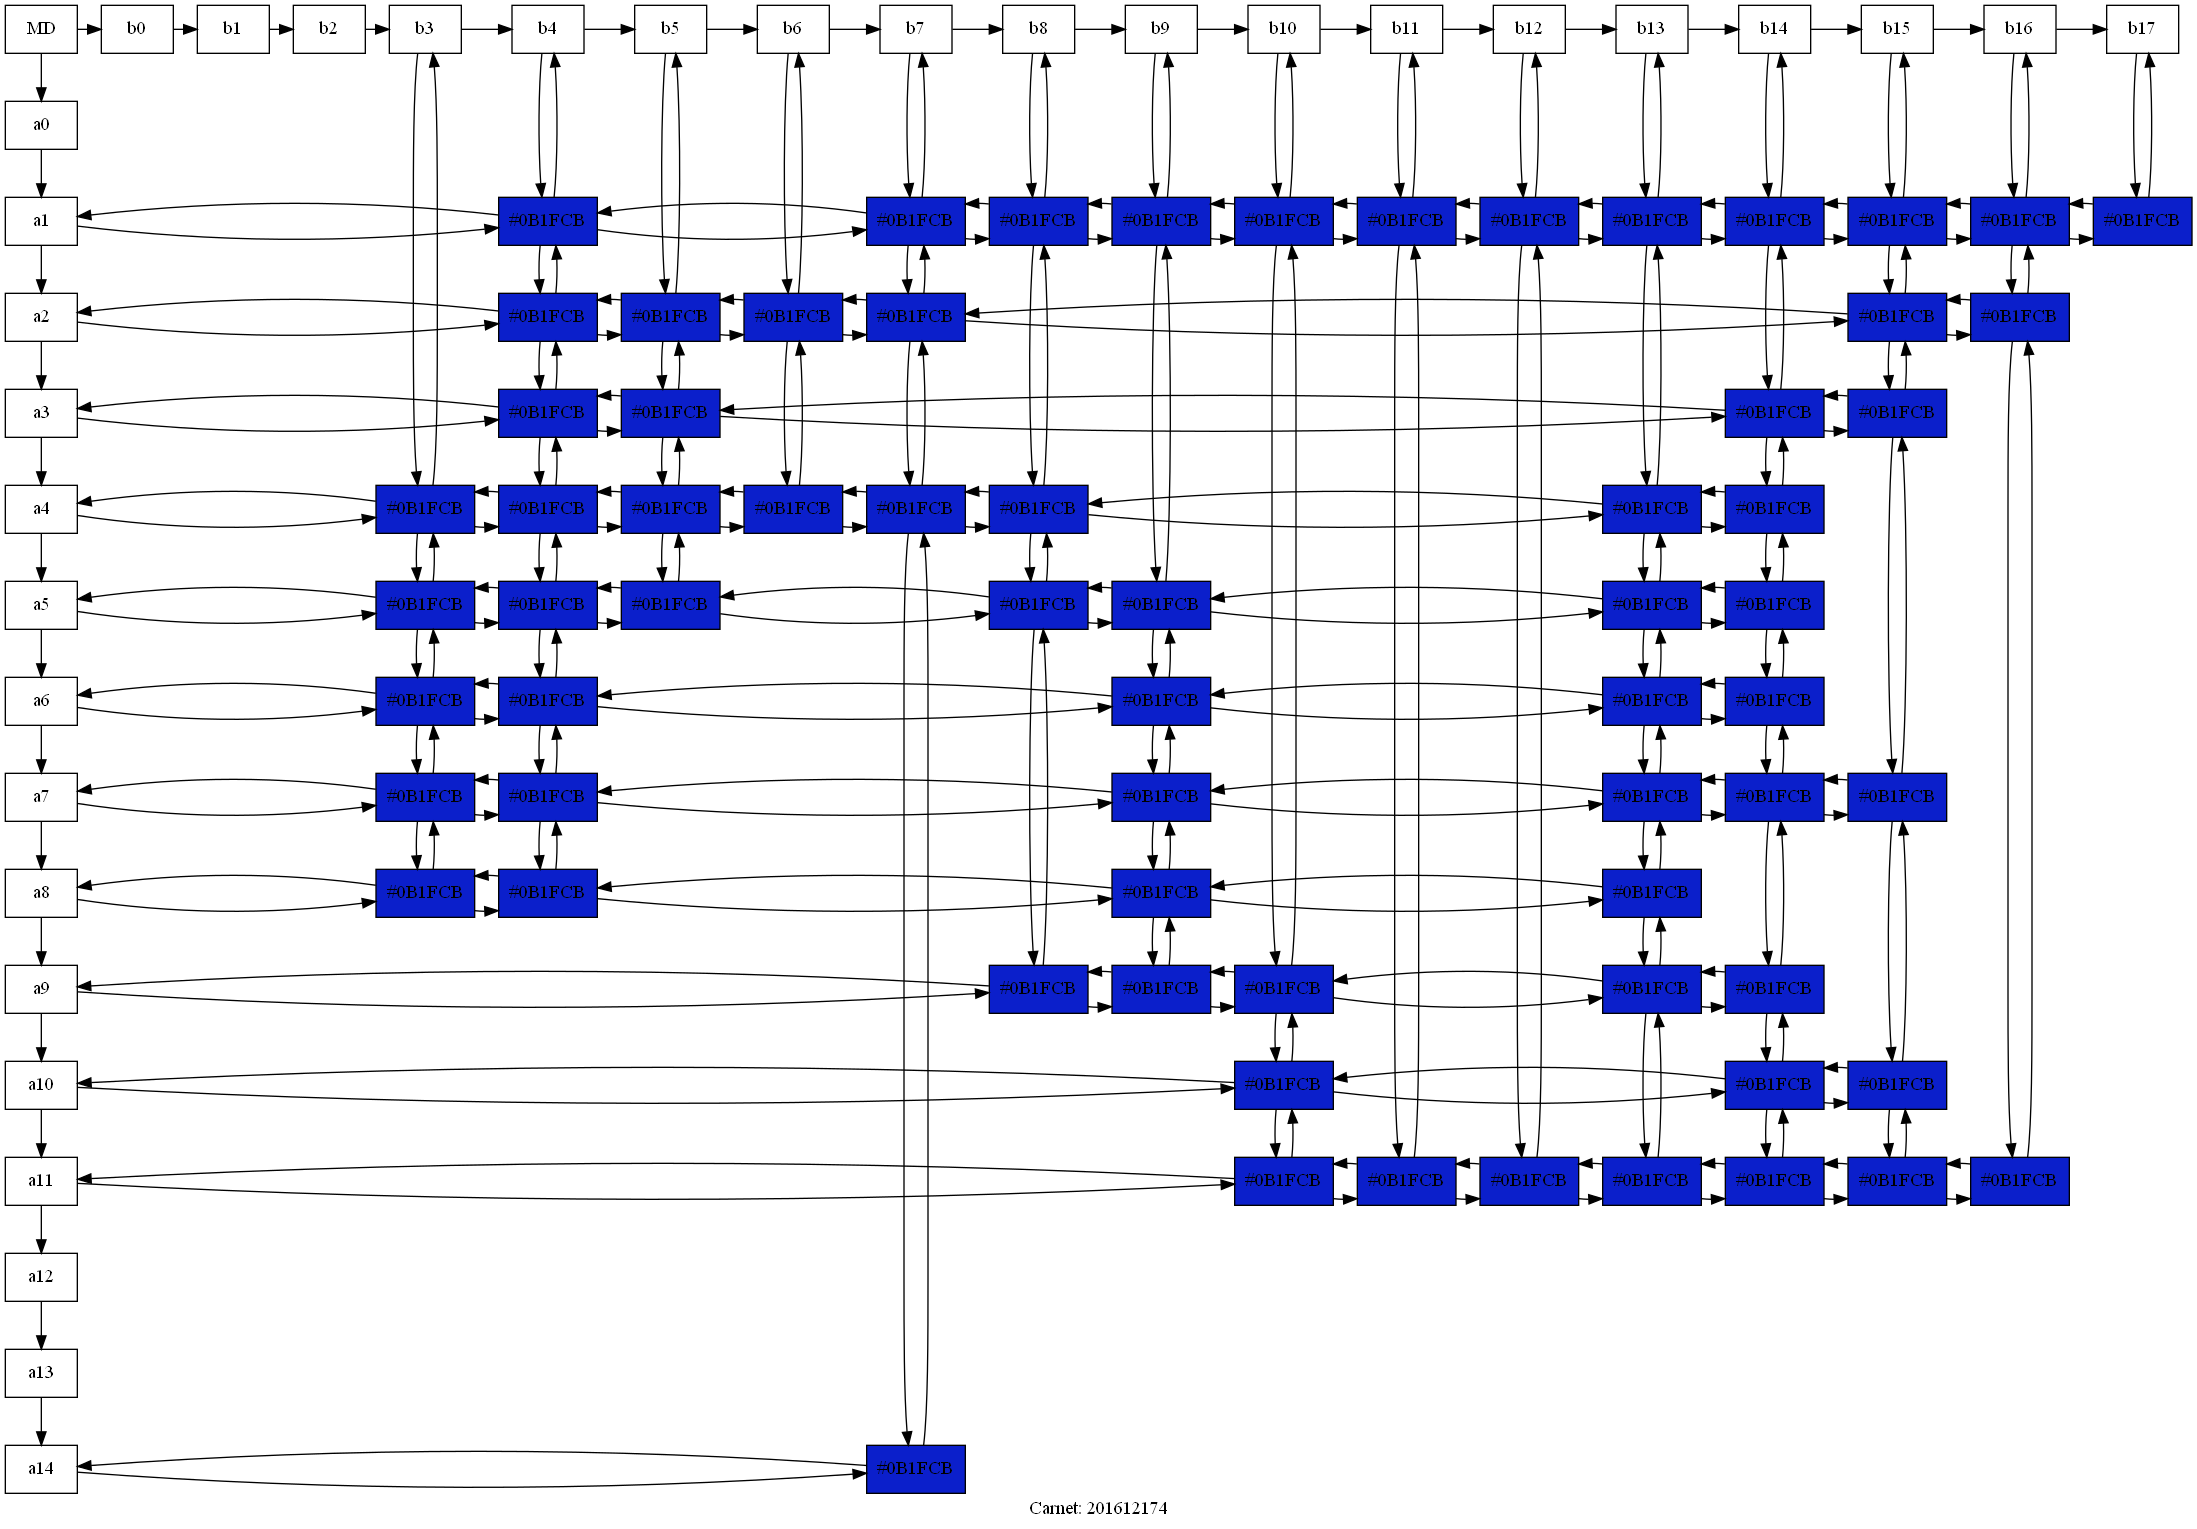 MD b0 b1 b2 b3 b4 b5 b6 b7 b8 b9 b10 b11 b12 b13 b14 b15 b16 b17
a0
a1 #0B1FCB #0B1FCB #0B1FCB #0B1FCB #0B1FCB #0B1FCB #0B1FCB #0B1FCB #0B1FCB #0B1FCB #0B1FCB #0B1FCB
a2 #0B1FCB #0B1FCB #0B1FCB #0B1FCB #0B1FCB #0B1FCB
a3 #0B1FCB #0B1FCB #0B1FCB #0B1FCB
a4 #0B1FCB #0B1FCB #0B1FCB #0B1FCB #0B1FCB #0B1FCB #0B1FCB #0B1FCB
a5 #0B1FCB #0B1FCB #0B1FCB #0B1FCB #0B1FCB #0B1FCB #0B1FCB
a6 #0B1FCB #0B1FCB #0B1FCB #0B1FCB #0B1FCB
a7 #0B1FCB #0B1FCB #0B1FCB #0B1FCB #0B1FCB #0B1FCB
a8 #0B1FCB #0B1FCB #0B1FCB #0B1FCB
a9 #0B1FCB #0B1FCB #0B1FCB #0B1FCB #0B1FCB
a10 #0B1FCB #0B1FCB #0B1FCB
a11 #0B1FCB #0B1FCB #0B1FCB #0B1FCB #0B1FCB #0B1FCB #0B1FCB
a12
a13
a14 #0B1FCB
Carnet: 201612174